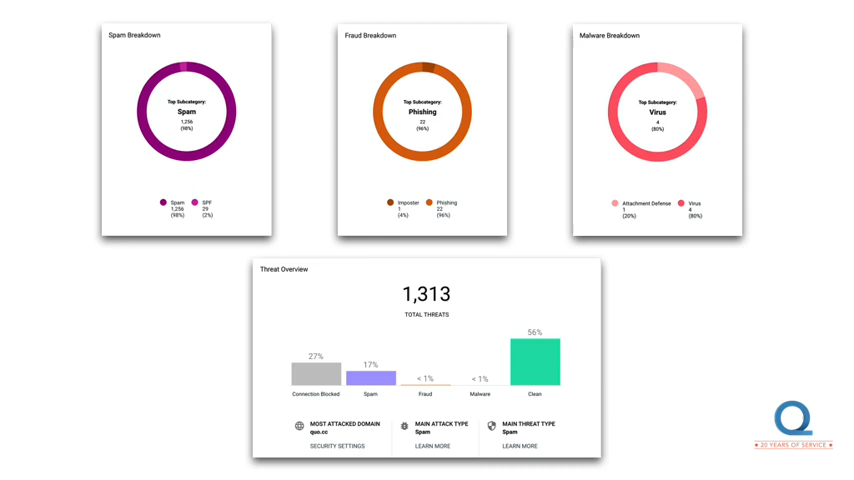 Spam Breakdown
Top Subcategory:
Spam
1,256
(98%)
Spam
1,256
(98%)
SPF
29
(2%)
Fraud Breakdown
Top Subcategory:
Phishing
22
(96%)
Imposter
1
(4%)
Phishing
22
(96%)
Malware Breakdown
Top Subcategory:
Virus
4
(80%)
Attachment Defense
1
(20%)
Virus
4
(80%)
Threat Overview
1,313
TOTAL THREATS
27%
17%
< 1%
< 1%
56%
Connection Blocked
Spam
Fraud
Malware
Clean
MOST ATTACKED DOMAIN
quo.cc
SECURITY SETTINGS
MAIN ATTACK TYPE
Spam
LEARN MORE
MAIN THREAT TYPE
Spam
LEARN MORE
★ 20 YEARS OF SERVICE ★